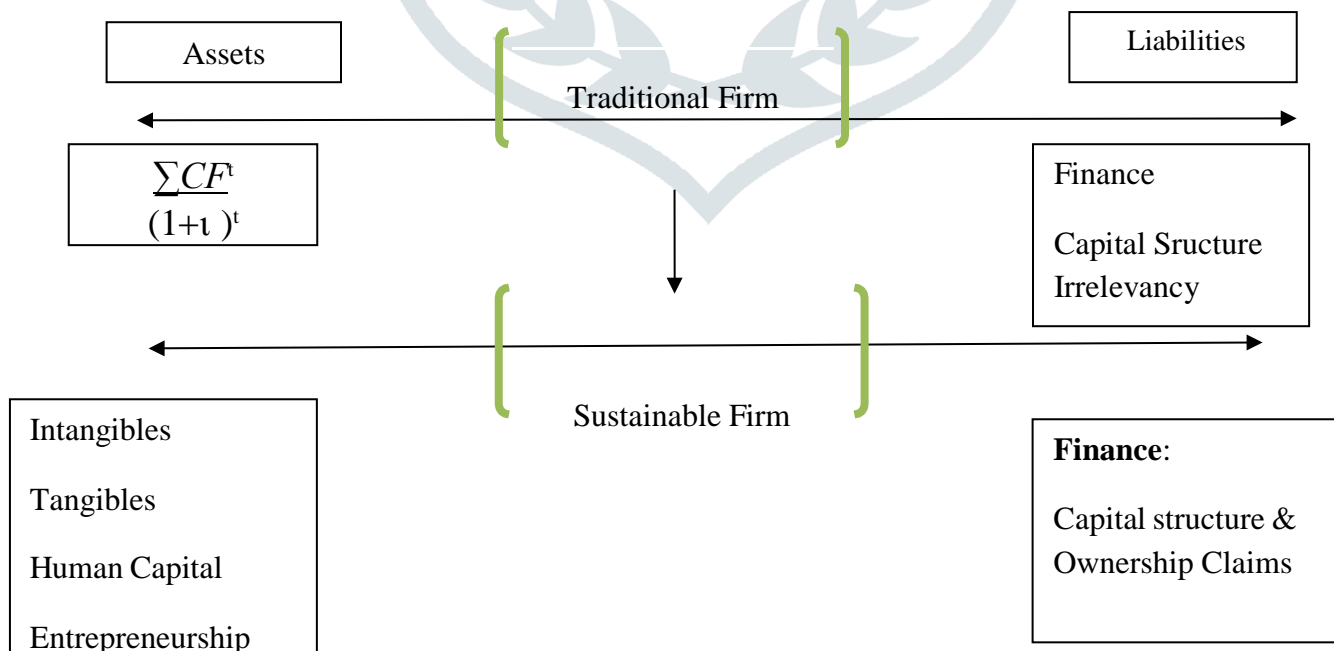 Assets
Liabilities
Traditional Firm
∑CFᵗ
(1+ι )ᵗ
Finance
Capital Sructure
Irrelevancy
Sustainable Firm
Intangibles
Tangibles
Human Capital
Entrepreneurship
Finance:
Capital structure &
Ownership Claims